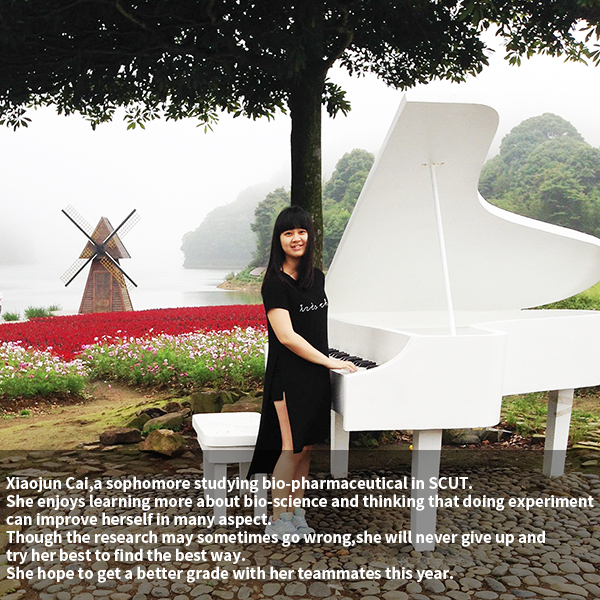 Xiaojun Cai,a sophomore studying bio-pharmaceutical in SCUT.
She enjoys learning more about bio-science and thinking that doing experiment
can improve herself in many aspect.
Though the research may sometimes go wrong,she will never give up and
try her best to find the best way.
She hope to get a better grade with her teammates this year.